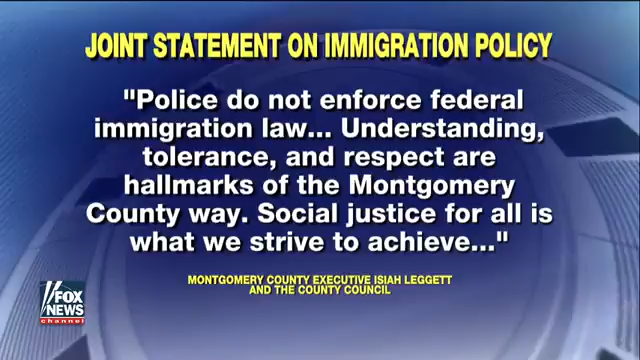 JOINT STATEMENT ON IMMIGRATION POLICY
"Police do not enforce federal
immigration law... Understanding,
tolerance, and respect are
hallmarks of the Montgomery
County way. Social justice for all is
what we strive to achieve..."
MONTGOMERY COUNTY EXECUTIVE ISIAH LEGGETT
AND THE COUNTY COUNCIL
FOX
NEWS
channel